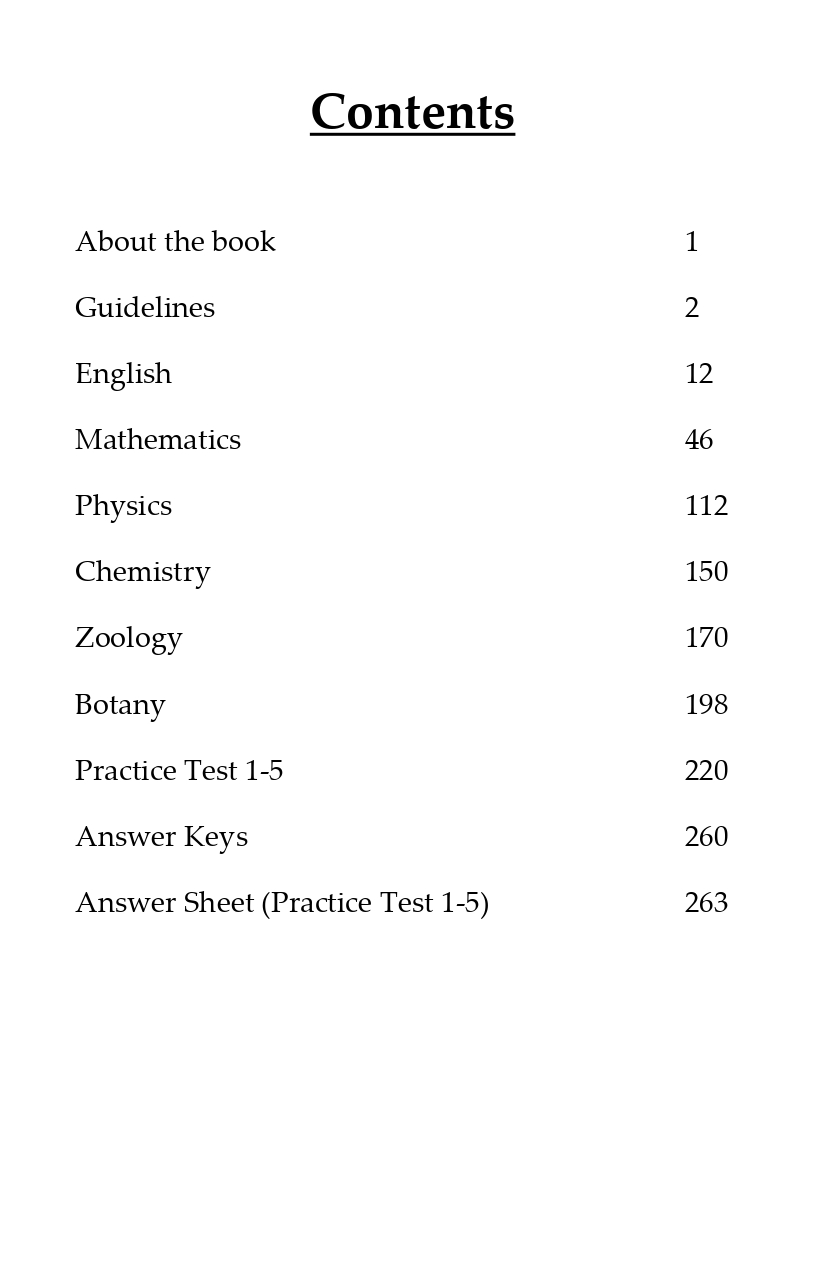 Contents
About the book 1
Guidelines 2
English 12
Mathematics 46
Physics 112
Chemistry 150
Zoology 170
Botany 198
Practice Test 1-5 220
Answer Keys 260
Answer Sheet (Practice Test 1-5) 263